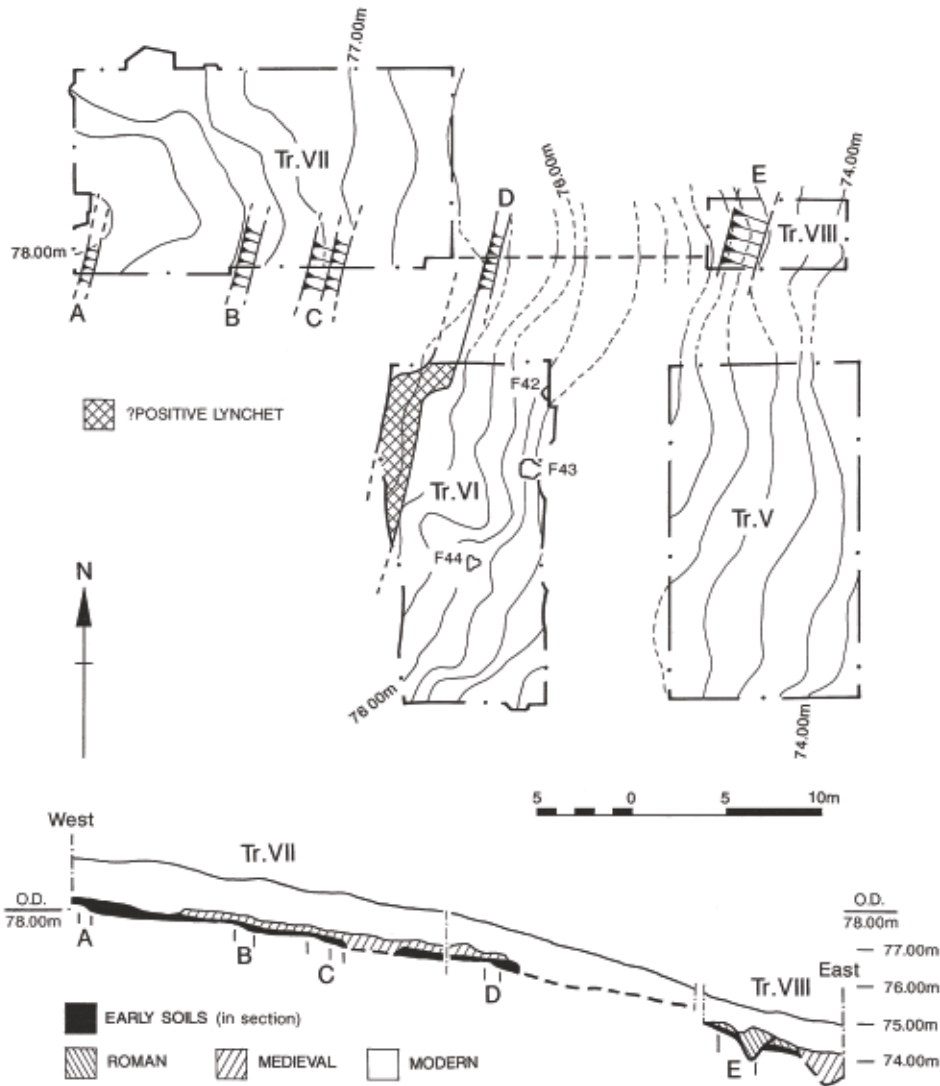 77.00m
Tr.VII
76.00m
74.00m
D
E
Tr.VIII
78.00m
A
B
C
?POSITIVE LYNCHET
F42
F43
Tr.VI
Tr.V
F44
N
78.00m
74.00m
5 0 5 10m
West
Tr.VII
O.D.
78.00m
O.D.
78.00m
A
B
C
D
77.00m
East
76.00m
Tr.VIII
75.00m
74.00m
E
EARLY SOILS (in section)
ROMAN
MEDIEVAL
MODERN